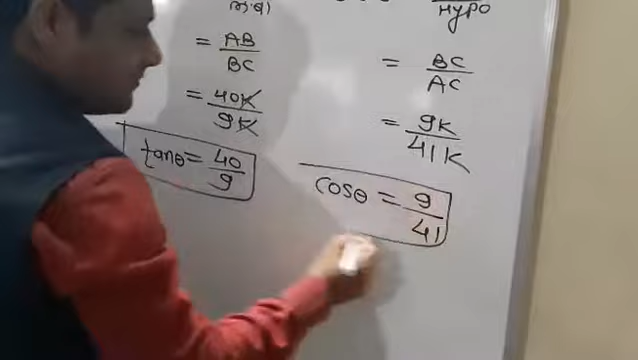 HYPO
= AB/BC
= BC/AC
= 40K/9K
= 9K/41K
tanθ = 40/9
cosθ = 9/41